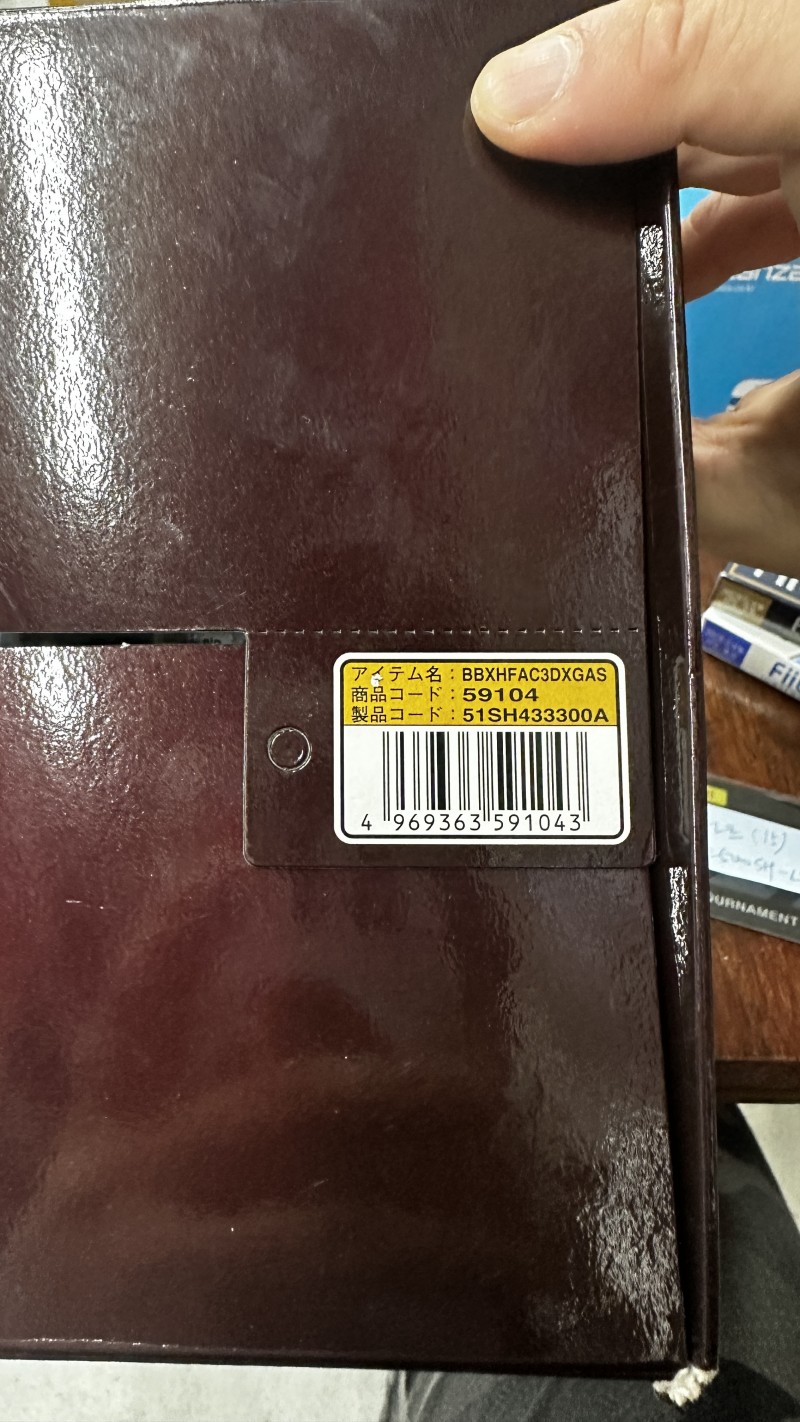 アイテム名：BBXHFAC3DXGAS
商品コード：59104
製品コード：51SH433300A
4 969363 591043
OURNAMENT